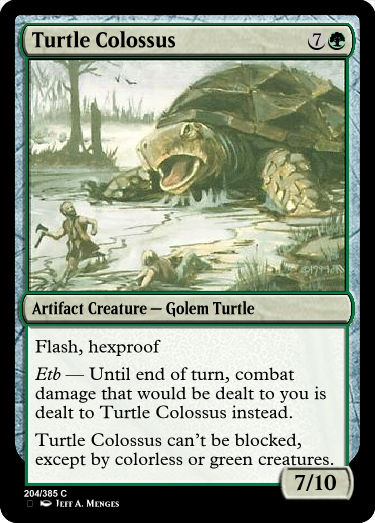 Turtle Colossus
7
Artifact Creature — Golem Turtle
Flash, hexproof
Etb — Until end of turn, combat
damage that would be dealt to you is
dealt to Turtle Colossus instead.
Turtle Colossus can't be blocked,
except by colorless or green creatures.
7/10
204/385 C
Jeff A. Menges